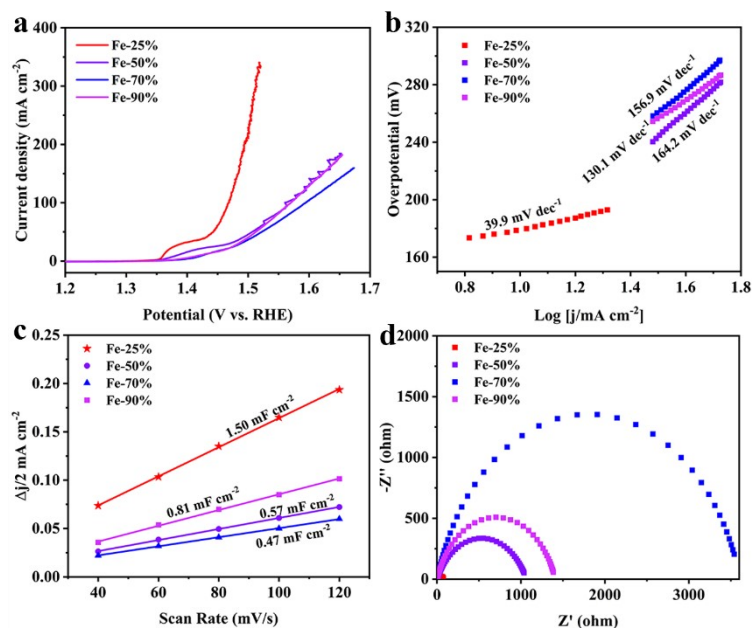 a
Fe-25%
Fe-50%
Fe-70%
Fe-90%
400
300
200
100
0
1.2
1.3
1.4
1.5
1.6
1.7
Current density (mA cm-2)
Potential (V vs. RHE)
b
Fe-25%
Fe-50%
Fe-70%
Fe-90%
320
280
240
200
160
0.8
1.0
1.2
1.4
1.6
1.8
39.9 mV dec-1
156.9 mV dec-1
130.1 mV dec-1
164.2 mV dec-1
Overpotential (mV)
Log [j/mA cm-2]
c
Fe-25%
Fe-50%
Fe-70%
Fe-90%
0.25
0.20
0.15
0.10
0.05
0.00
40
60
80
100
120
1.50 mF cm-2
0.81 mF cm-2
0.57 mF cm-2
0.47 mF cm-2
Δj/2 mA cm-2
Scan Rate (mV/s)
d
Fe-25%
Fe-50%
Fe-70%
Fe-90%
2000
1500
1000
500
0
0
1000
2000
3000
-Z'' (ohm)
Z' (ohm)